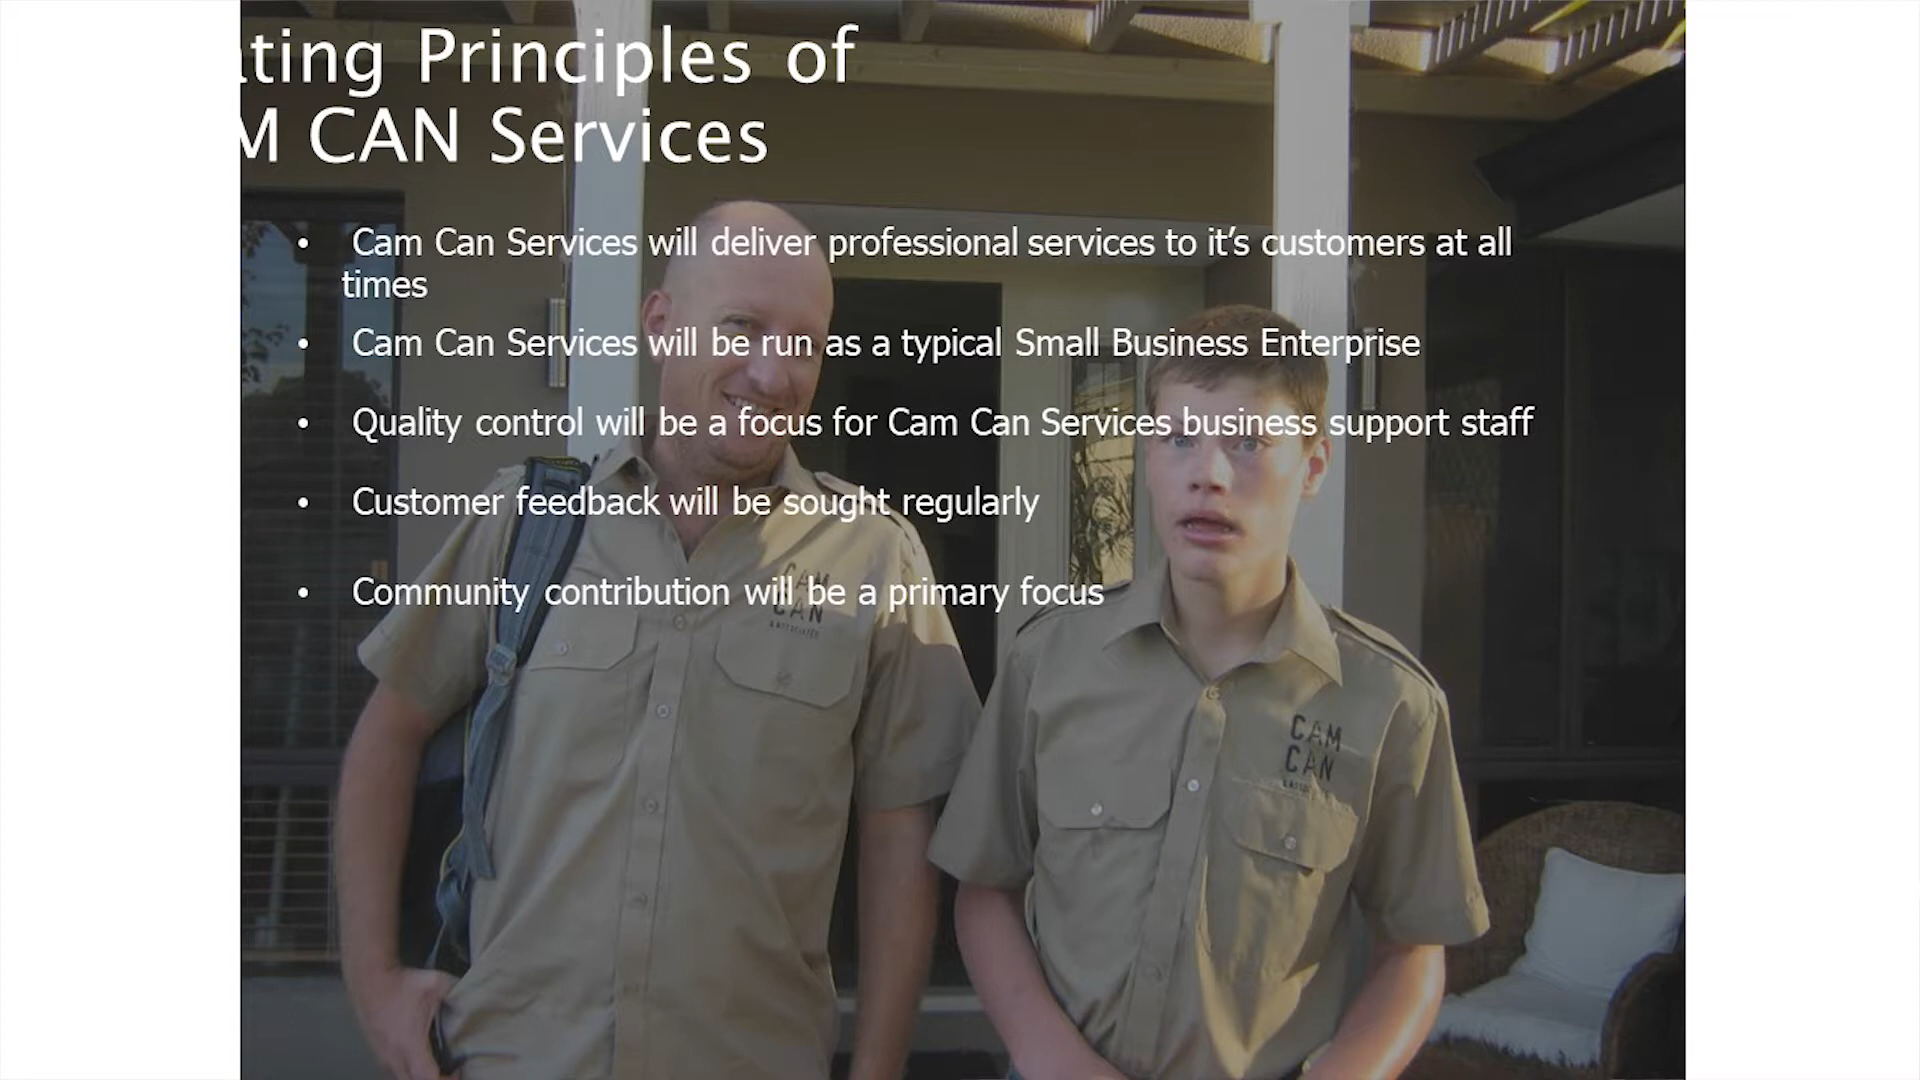 ting Principles of
M CAN Services
• Cam Can Services will deliver professional services to it’s customers at all
times
• Cam Can Services will be run as a typical Small Business Enterprise
• Quality control will be a focus for Cam Can Services business support staff
• Customer feedback will be sought regularly
• Community contribution will be a primary focus
CAM
CAN
& ASSOCIATES
CAM
CAN